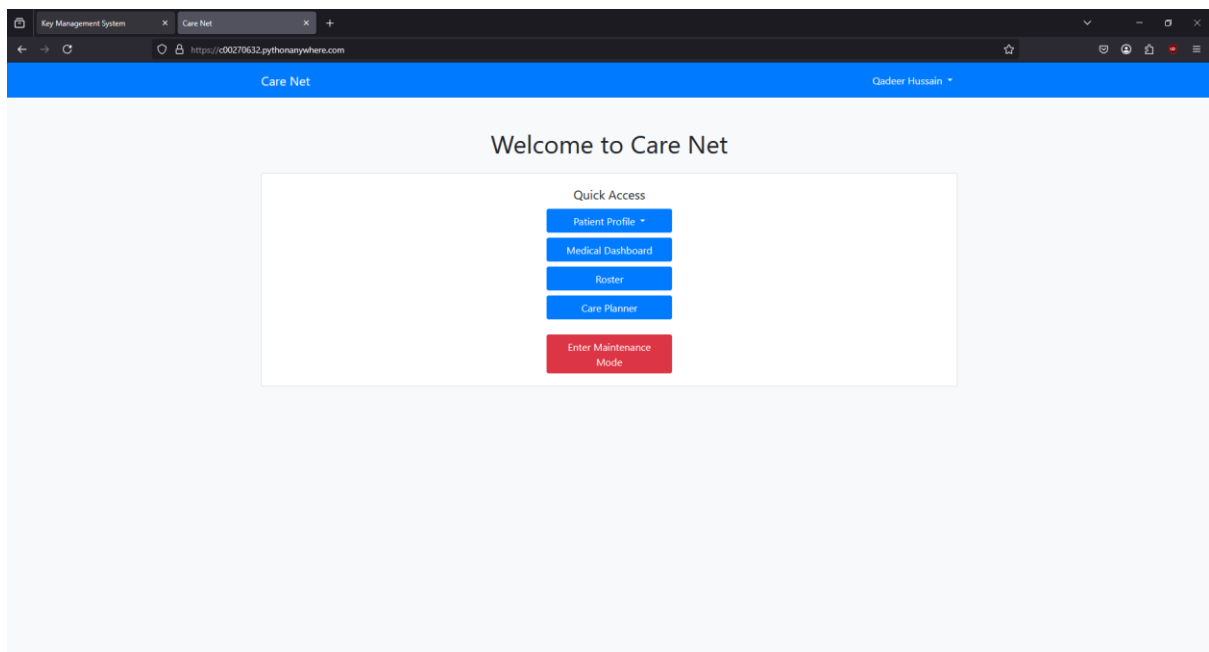 Key Management System
Care Net
https://c00270632.pythonanywhere.com
Care Net
Qadeer Hussain
Welcome to Care Net
Quick Access
Patient Profile
Medical Dashboard
Roster
Care Planner
Enter Maintenance
Mode